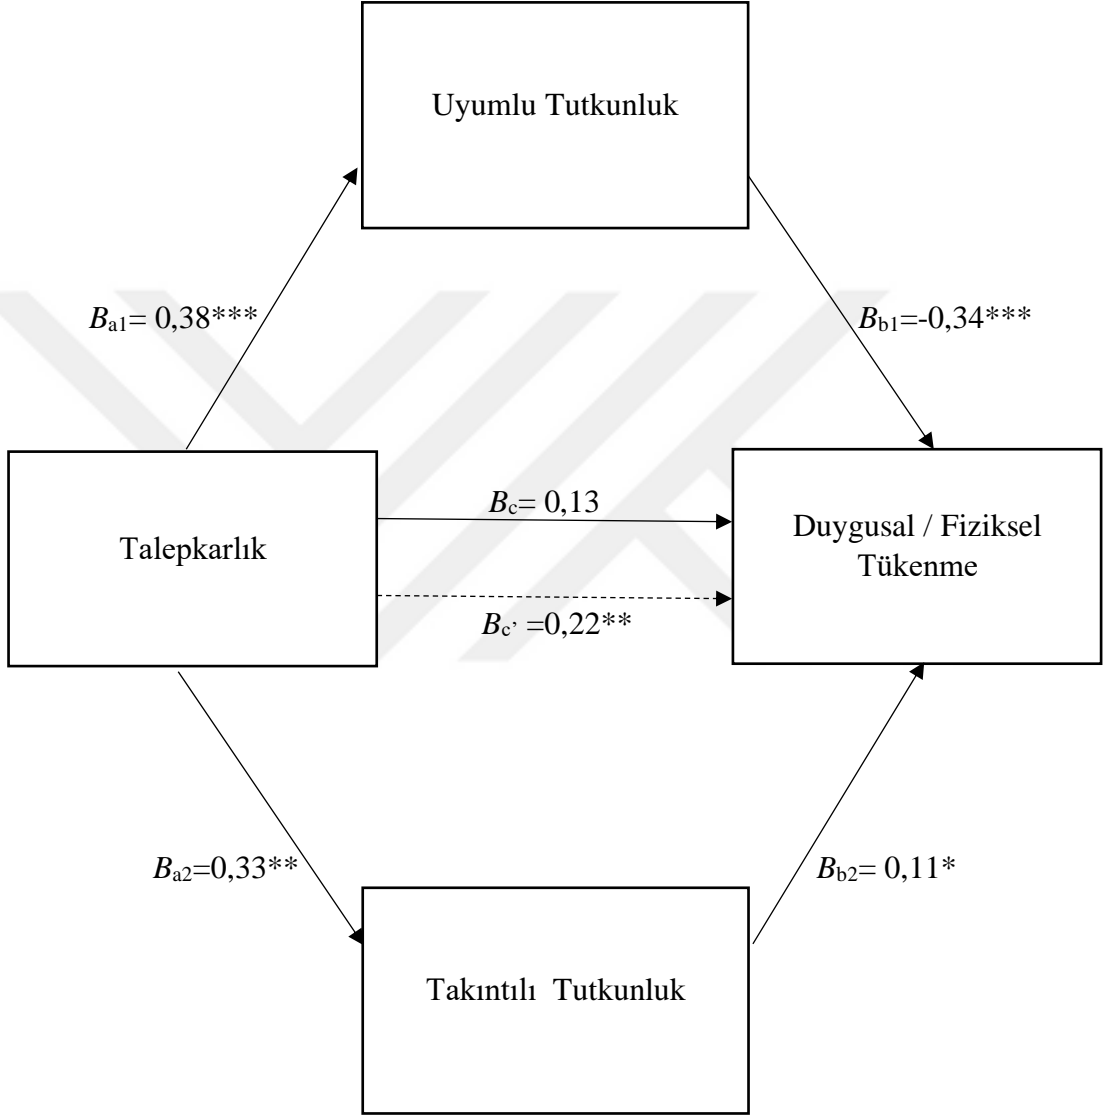 Uyumlu Tutkunluk
Ba1= 0,38***
Bb1=-0,34***
Talepkarlık
Bc= 0,13
Bc’ =0,22**
Duygusal / Fiziksel
Tükenme
Ba2=0,33**
Bb2= 0,11*
Takıntılı  Tutkunluk